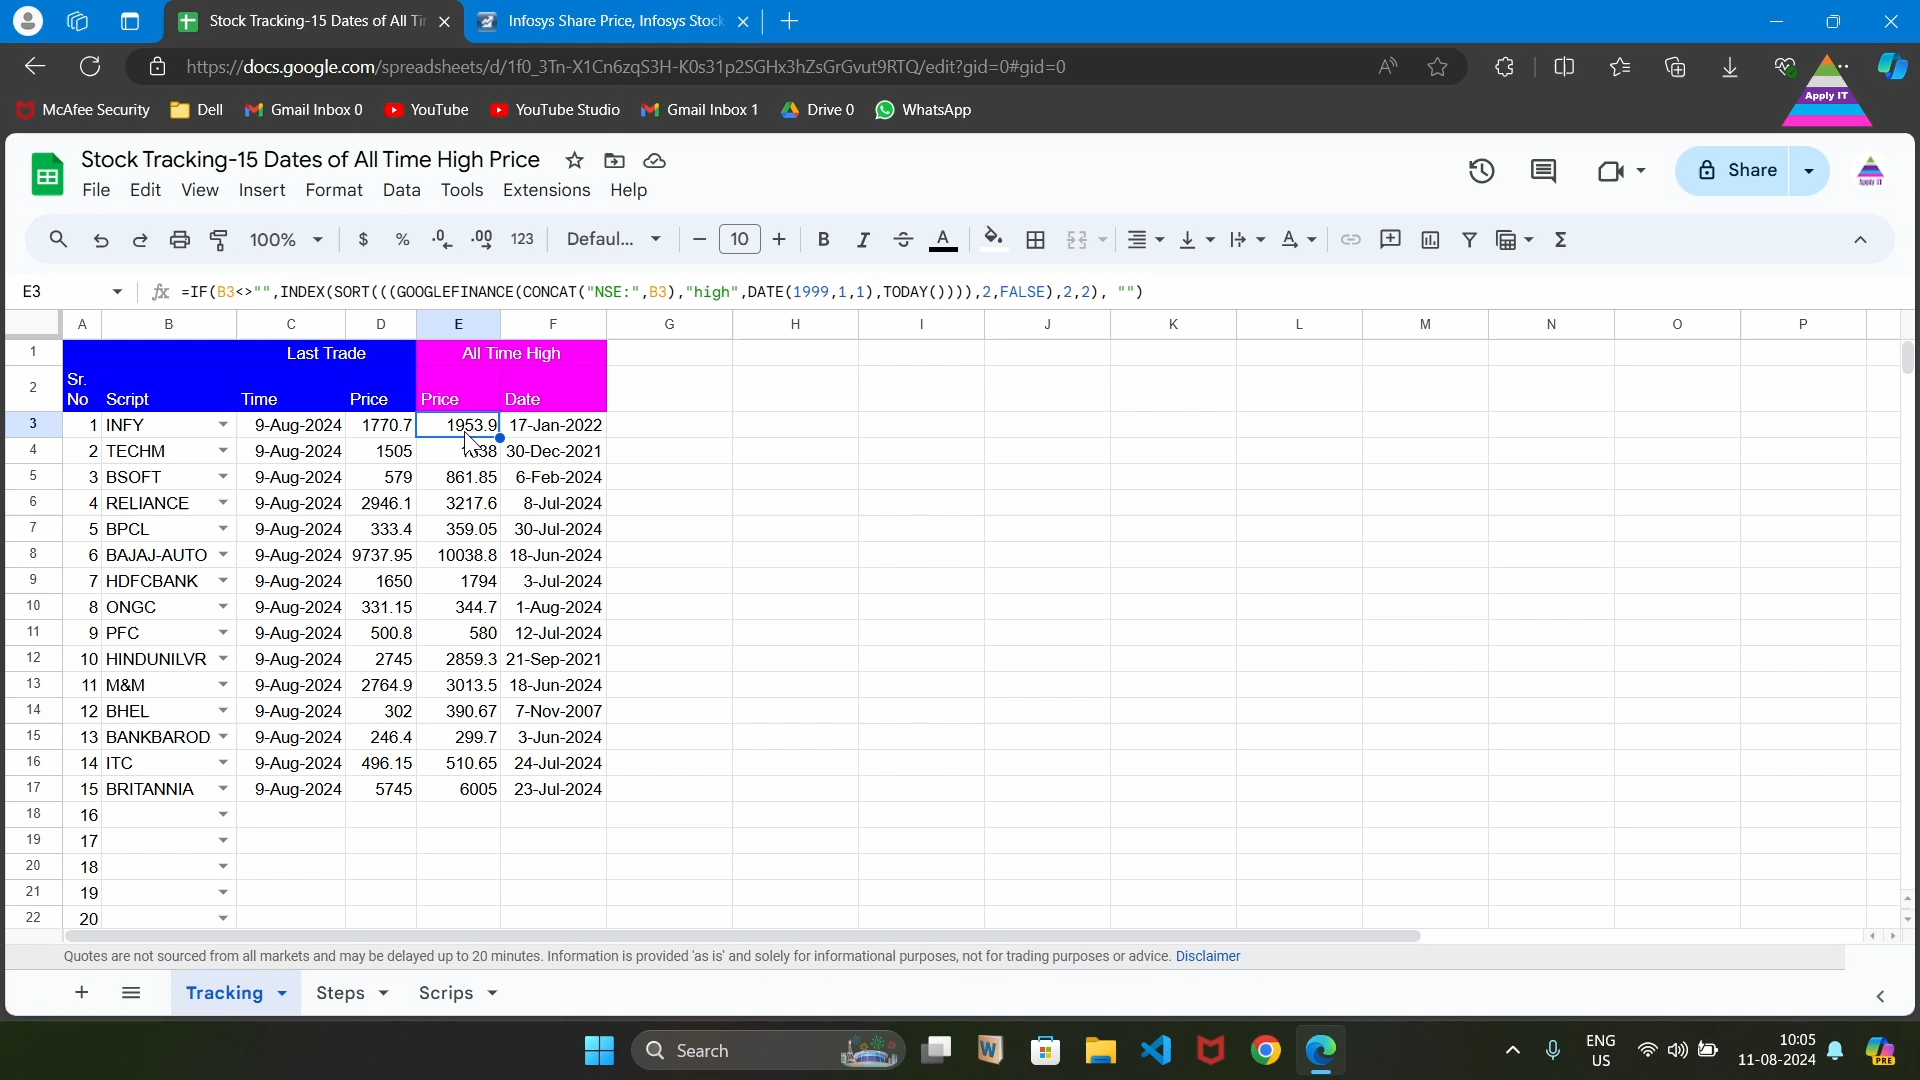 Stock Tracking-15 Dates of All Tir
Infosys Share Price, Infosys Stock
https://docs.google.com/spreadsheets/d/1f0_3Tn-X1Cn6zqS3H-K0s31p2SGHx3hZsGrGvut9RTQ/edit?gid=0#gid=0
McAfee Security Dell Gmail Inbox 0 YouTube YouTube Studio Gmail Inbox 1 Drive 0 WhatsApp
Apply IT
Stock Tracking-15 Dates of All Time High Price
Share
Apply IT
File Edit View Insert Format Data Tools Extensions Help
100% $ % .0 .00 123 Defaul... 10 B I A Σ
E3 fx =IF(B3<>"",INDEX(SORT(((GOOGLEFINANCE(CONCAT("NSE:",B3),"high",DATE(1999,1,1),TODAY()))),2,FALSE),2,2), "")
A B C D E F G H I J K L M N O P
1 Last Trade All Time High
2 Sr. No Script Time Price Price Date
3 1 INFY 9-Aug-2024 1770.7 1953.9 17-Jan-2022
4 2 TECHM 9-Aug-2024 1505 30-Dec-2021
5 3 BSOFT 9-Aug-2024 579 861.85 6-Feb-2024
6 4 RELIANCE 9-Aug-2024 2946.1 3217.6 8-Jul-2024
7 5 BPCL 9-Aug-2024 333.4 359.05 30-Jul-2024
8 6 BAJAJ-AUTO 9-Aug-2024 9737.95 10038.8 18-Jun-2024
9 7 HDFCBANK 9-Aug-2024 1650 1794 3-Jul-2024
10 8 ONGC 9-Aug-2024 331.15 344.7 1-Aug-2024
11 9 PFC 9-Aug-2024 500.8 580 12-Jul-2024
12 10 HINDUNILVR 9-Aug-2024 2745 2859.3 21-Sep-2021
13 11 M&M 9-Aug-2024 2764.9 3013.5 18-Jun-2024
14 12 BHEL 9-Aug-2024 302 390.67 7-Nov-2007
15 13 BANKBAROD 9-Aug-2024 246.4 299.7 3-Jun-2024
16 14 ITC 9-Aug-2024 496.15 510.65 24-Jul-2024
17 15 BRITANNIA 9-Aug-2024 5745 6005 23-Jul-2024
18 16
19 17
20 18
21 19
22 20
Quotes are not sourced from all markets and may be delayed up to 20 minutes. Information is provided 'as is' and solely for informational purposes, not for trading purposes or advice. Disclaimer
Tracking Steps Scrips
Search
ENG
US
10:05
11-08-2024
PRE